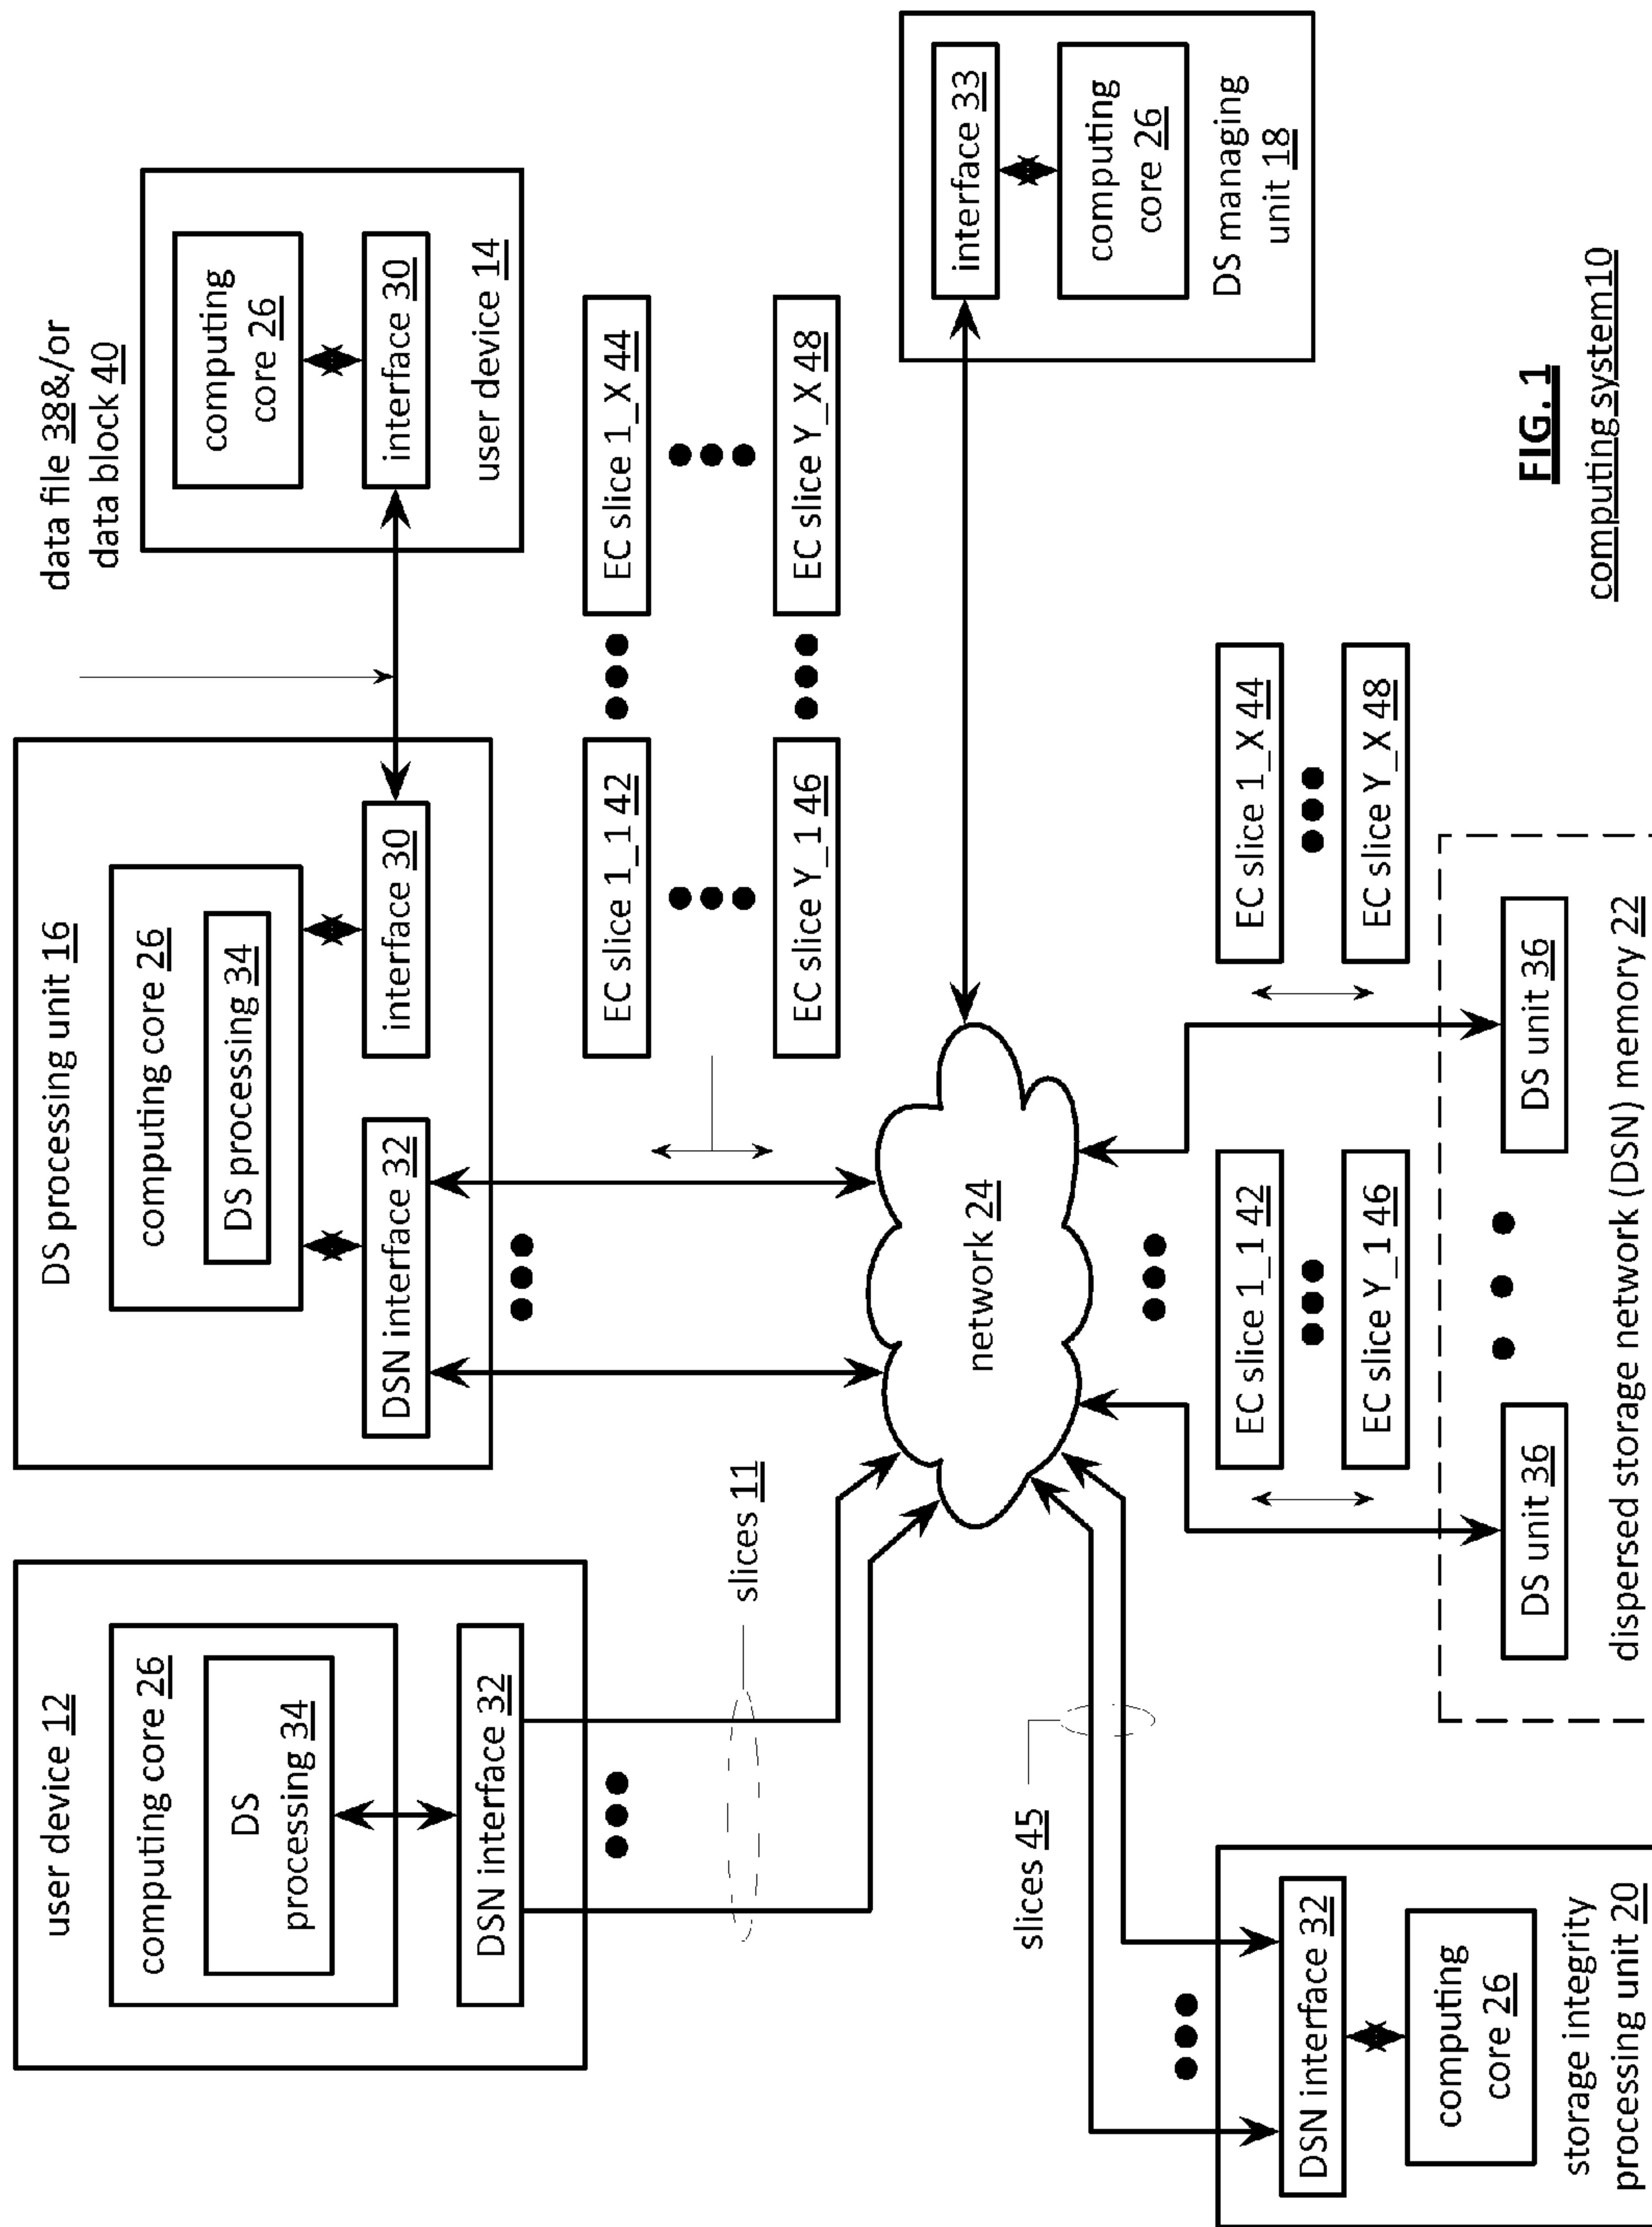 user device 12
computing core 26
DS
processing 34
DSN interface 32
DS processing unit 16
computing core 26
DS processing 34
DSN interface 32
interface 30
data file 38&/or
data block 40
computing
core 26
interface 30
user device 14
slices 11
EC slice 1_1 42
EC slice 1_X 44
EC slice Y_1 46
EC slice Y_X 48
network 24
interface 33
computing
core 26
DS managing
unit 18
slices 45
DSN interface 32
computing
core 26
storage integrity
processing unit 20
EC slice 1_1 42
EC slice Y_1 46
EC slice 1_X 44
EC slice Y_X 48
DS unit 36
DS unit 36
dispersed storage network (DSN) memory 22
FIG. 1
computing system10